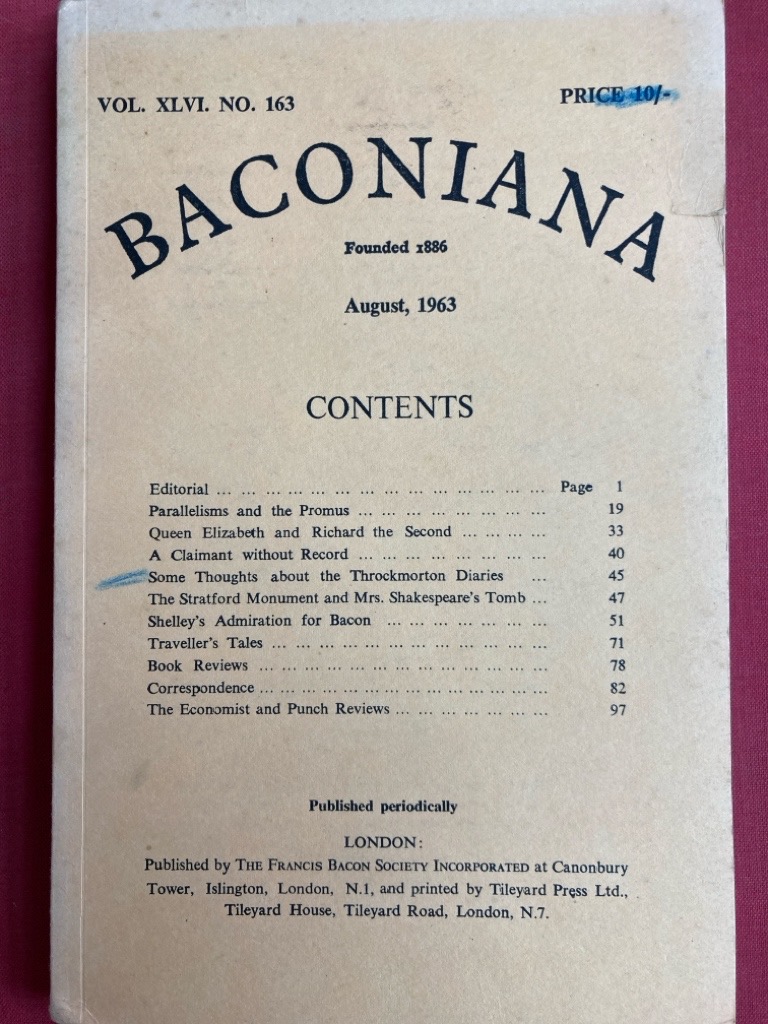 VOL. XLVI. NO. 163
PRICE 10/-
BACONIANA
Founded 1886
August, 1963
CONTENTS
Editorial ... ... ... ... ... ... ... ... ... ... ... ... ... ... Page 1
Parallelisms and the Promus ... ... ... ... ... ... ... ... 19
Queen Elizabeth and Richard the Second ... ... ... ... 33
A Claimant without Record ... ... ... ... ... ... ... ... 40
Some Thoughts about the Throckmorton Diaries ... 45
The Stratford Monument and Mrs. Shakespeare's Tomb ... 47
Shelley's Admiration for Bacon ... ... ... ... ... ... ... 51
Traveller's Tales ... ... ... ... ... ... ... ... ... ... ... ... 71
Book Reviews ... ... ... ... ... ... ... ... ... ... ... ... 78
Correspondence ... ... ... ... ... ... ... ... ... ... ... ... 82
The Economist and Punch Reviews ... ... ... ... ... ... ... 97
Published periodically
LONDON:
Published by THE FRANCIS BACON SOCIETY INCORPORATED at Canonbury
Tower, Islington, London, N.1, and printed by Tileyard Press Ltd.,
Tileyard House, Tileyard Road, London, N.7.